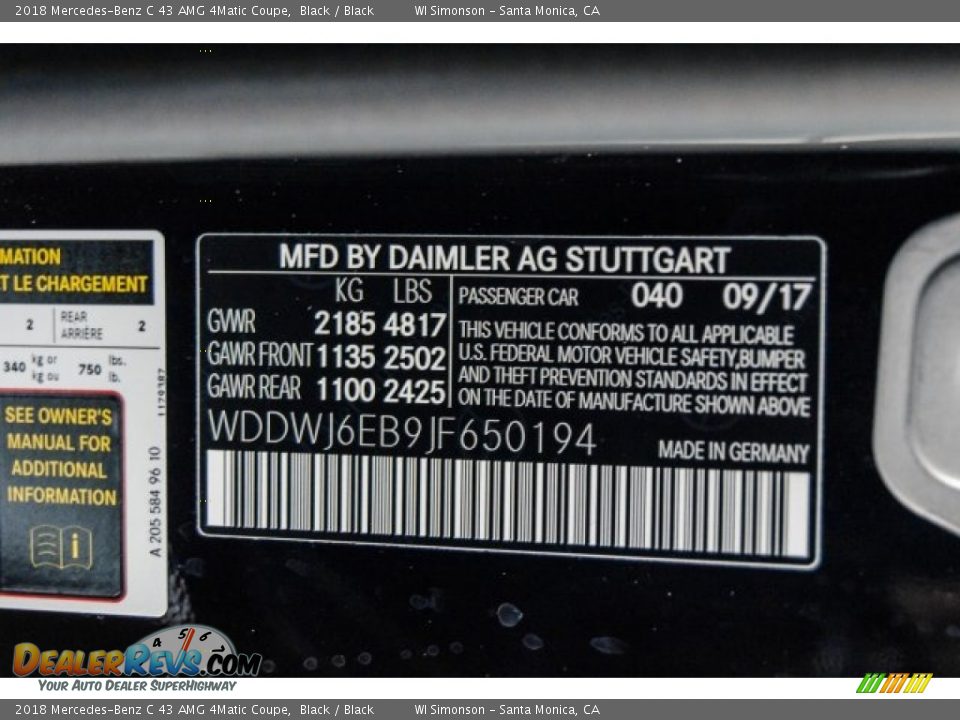 2018 Mercedes-Benz C 43 AMG 4Matic Coupe, Black / Black WI Simonson - Santa Monica, CA
MATION
T LE CHARGEMENT
2 REAR ARRIÈRE 2
340 kg or kg ou 750 lbs. lb.
SEE OWNER'S
MANUAL FOR
ADDITIONAL
INFORMATION
i
A 205 584 96 10
MFD BY DAIMLER AG STUTTGART
KG LBS
GVWR 2185 4817
GAWR FRONT 1135 2502
GAWR REAR 1100 2425
PASSENGER CAR 040 09/17
THIS VEHICLE CONFORMS TO ALL APPLICABLE
U.S. FEDERAL MOTOR VEHICLE SAFETY,BUMPER
AND THEFT PREVENTION STANDARDS IN EFFECT
ON THE DATE OF MANUFACTURE SHOWN ABOVE
WDDWJ6EB9JF650194
MADE IN GERMANY
4 5 6
DEALERREVS.COM
YOUR AUTO DEALER SUPERHIGHWAY
2018 Mercedes-Benz C 43 AMG 4Matic Coupe, Black / Black WI Simonson - Santa Monica, CA